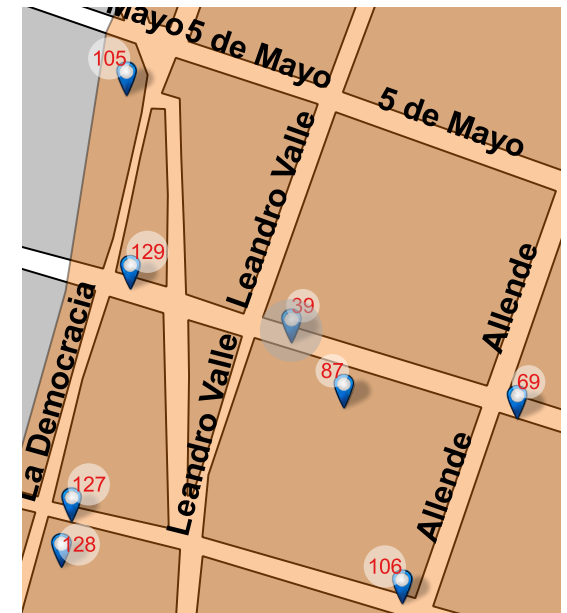 Mayo
5 de Mayo
105
5 de Mayo
Leandro Valle
129
Allende
La Democracia
39
Leandro Valle
87
69
Allende
127
128
106